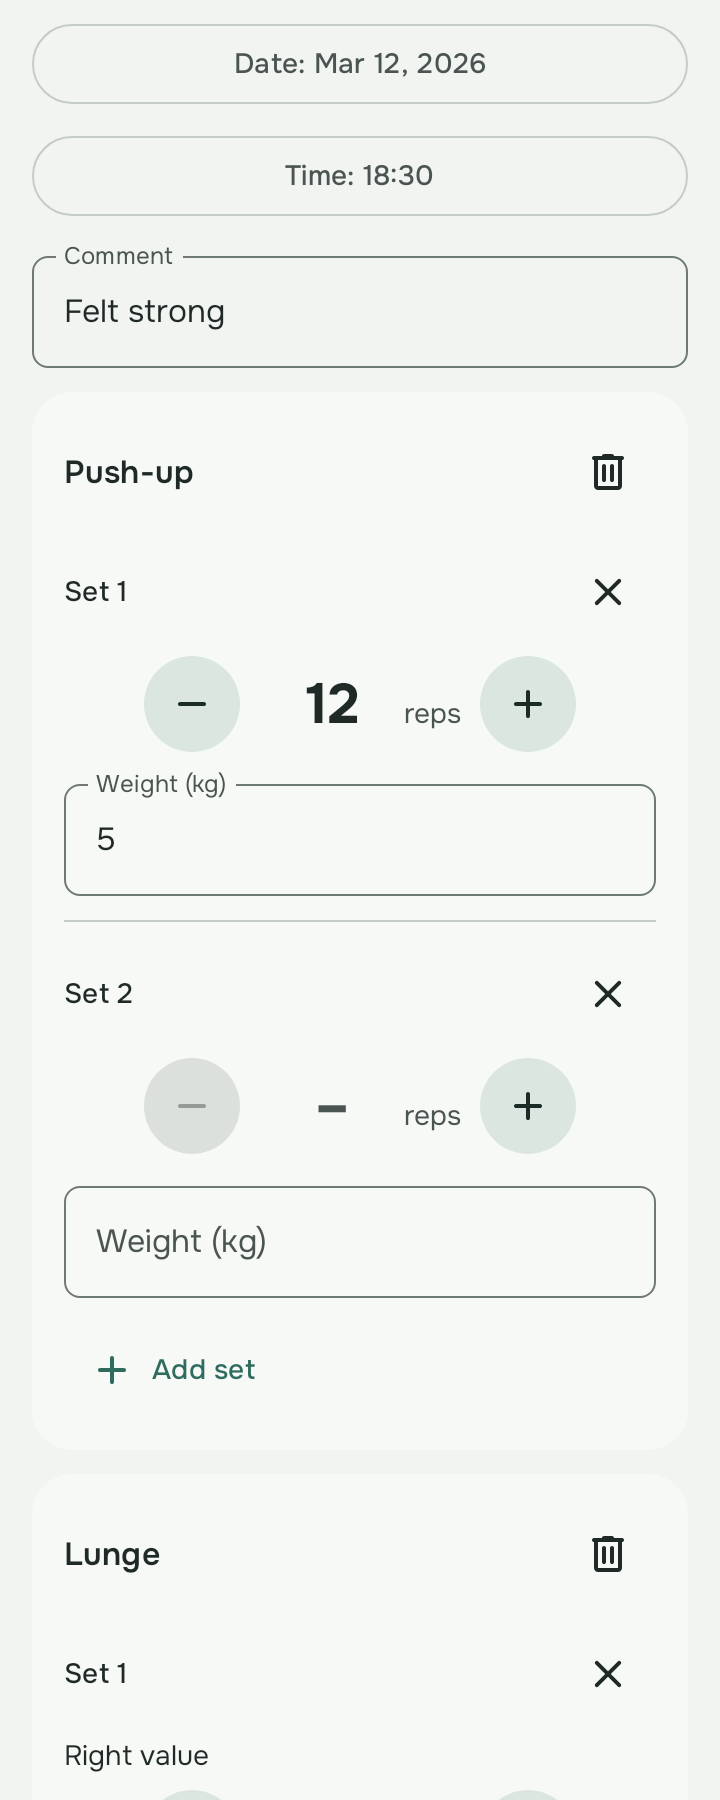 Date: Mar 12, 2026
Time: 18:30
Comment
Felt strong
Push-up
Set 1
12 reps
Weight (kg)
5
Set 2
– reps
Weight (kg)
Add set
Lunge
Set 1
Right value